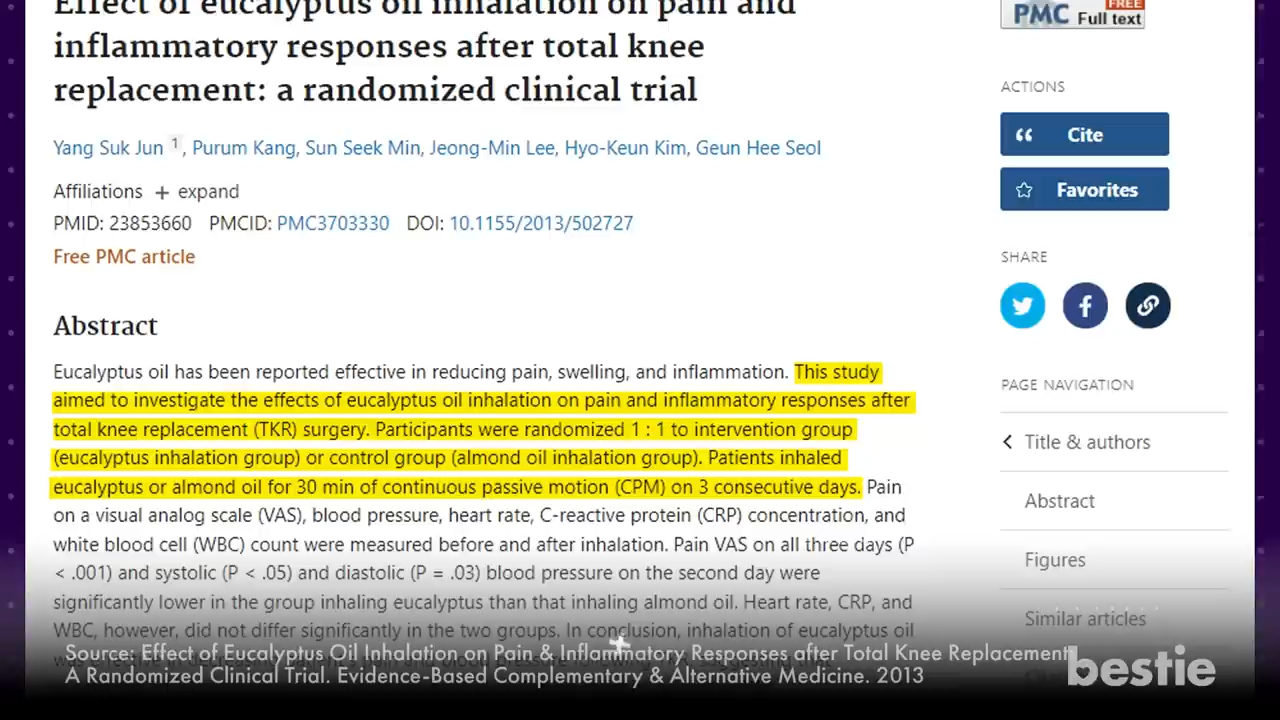 Effect of eucalyptus oil inhalation on pain and
inflammatory responses after total knee
replacement: a randomized clinical trial
Yang Suk Jun 1, Purum Kang, Sun Seek Min, Jeong-Min Lee, Hyo-Keun Kim, Geun Hee Seol
Affiliations + expand
PMID: 23853660 PMCID: PMC3703330 DOI: 10.1155/2013/502727
Free PMC article
Abstract
Eucalyptus oil has been reported effective in reducing pain, swelling, and inflammation. This study
aimed to investigate the effects of eucalyptus oil inhalation on pain and inflammatory responses after
total knee replacement (TKR) surgery. Participants were randomized 1 : 1 to intervention group
(eucalyptus inhalation group) or control group (almond oil inhalation group). Patients inhaled
eucalyptus or almond oil for 30 min of continuous passive motion (CPM) on 3 consecutive days. Pain
on a visual analog scale (VAS), blood pressure, heart rate, C-reactive protein (CRP) concentration, and
white blood cell (WBC) count were measured before and after inhalation. Pain VAS on all three days (P
< .001) and systolic (P < .05) and diastolic (P = .03) blood pressure on the second day were
significantly lower in the group inhaling eucalyptus than that inhaling almond oil. Heart rate, CRP, and
WBC, however, did not differ significantly in the two groups. In conclusion, inhalation of eucalyptus oil
FREE
PMC Full text
ACTIONS
Cite
Favorites
SHARE
PAGE NAVIGATION
Title & authors
Abstract
Figures
Similar articles
Source: Effect of Eucalyptus Oil Inhalation on Pain & Inflammatory Responses after Total Knee Replacement
A Randomized Clinical Trial. Evidence-Based Complementary & Alternative Medicine. 2013
bestie